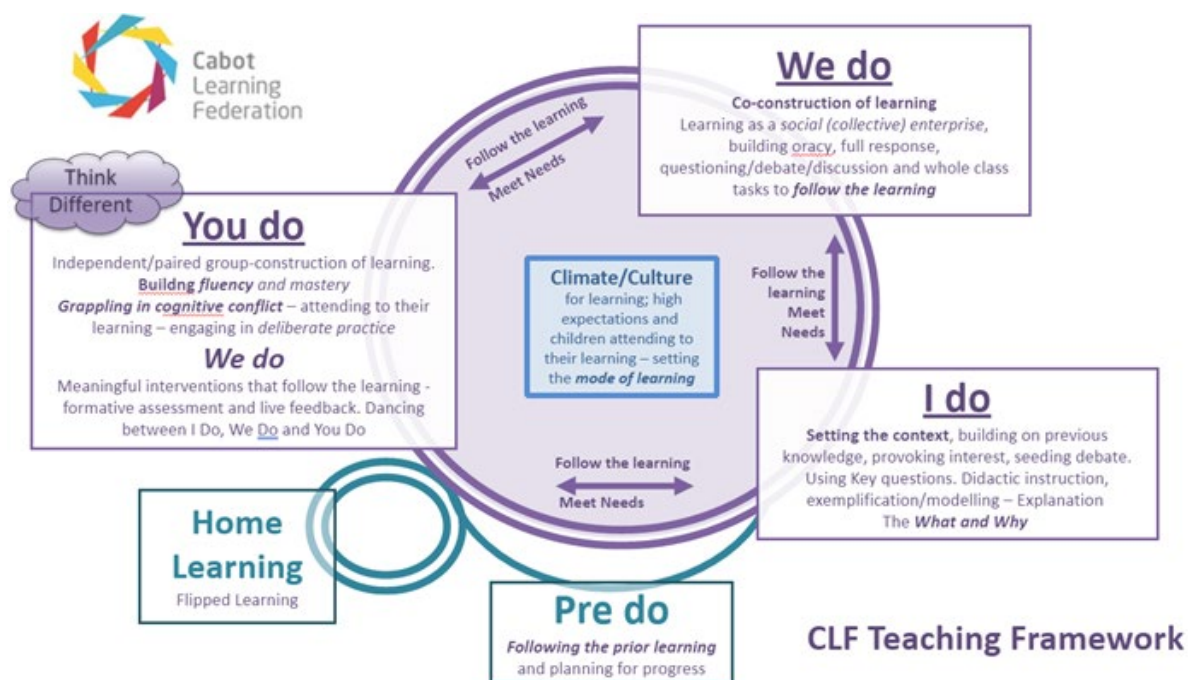 Cabot
Learning
Federation
We do
Co-construction of learning
Learning as a social (collective) enterprise,
building oracy, full response,
questioning/debate/discussion and whole class
tasks to follow the learning
Follow the learning
Meet Needs
Think
Different
You do
Independent/paired group-construction of learning.
Buildng fluency and mastery
Grappling in cognitive conflict – attending to their
learning – engaging in deliberate practice
We do
Meaningful interventions that follow the learning -
formative assessment and live feedback. Dancing
between I Do, We Do and You Do
Climate/Culture
for learning; high
expectations and
children attending to
their learning – setting
the mode of learning
Follow the
learning
Meet
Needs
I do
Setting the context, building on previous
knowledge, provoking interest, seeding debate.
Using Key questions. Didactic instruction,
exemplification/modelling – Explanation
The What and Why
Follow the learning
Meet Needs
Home
Learning
Flipped Learning
Pre do
Following the prior learning
and planning for progress
CLF Teaching Framework